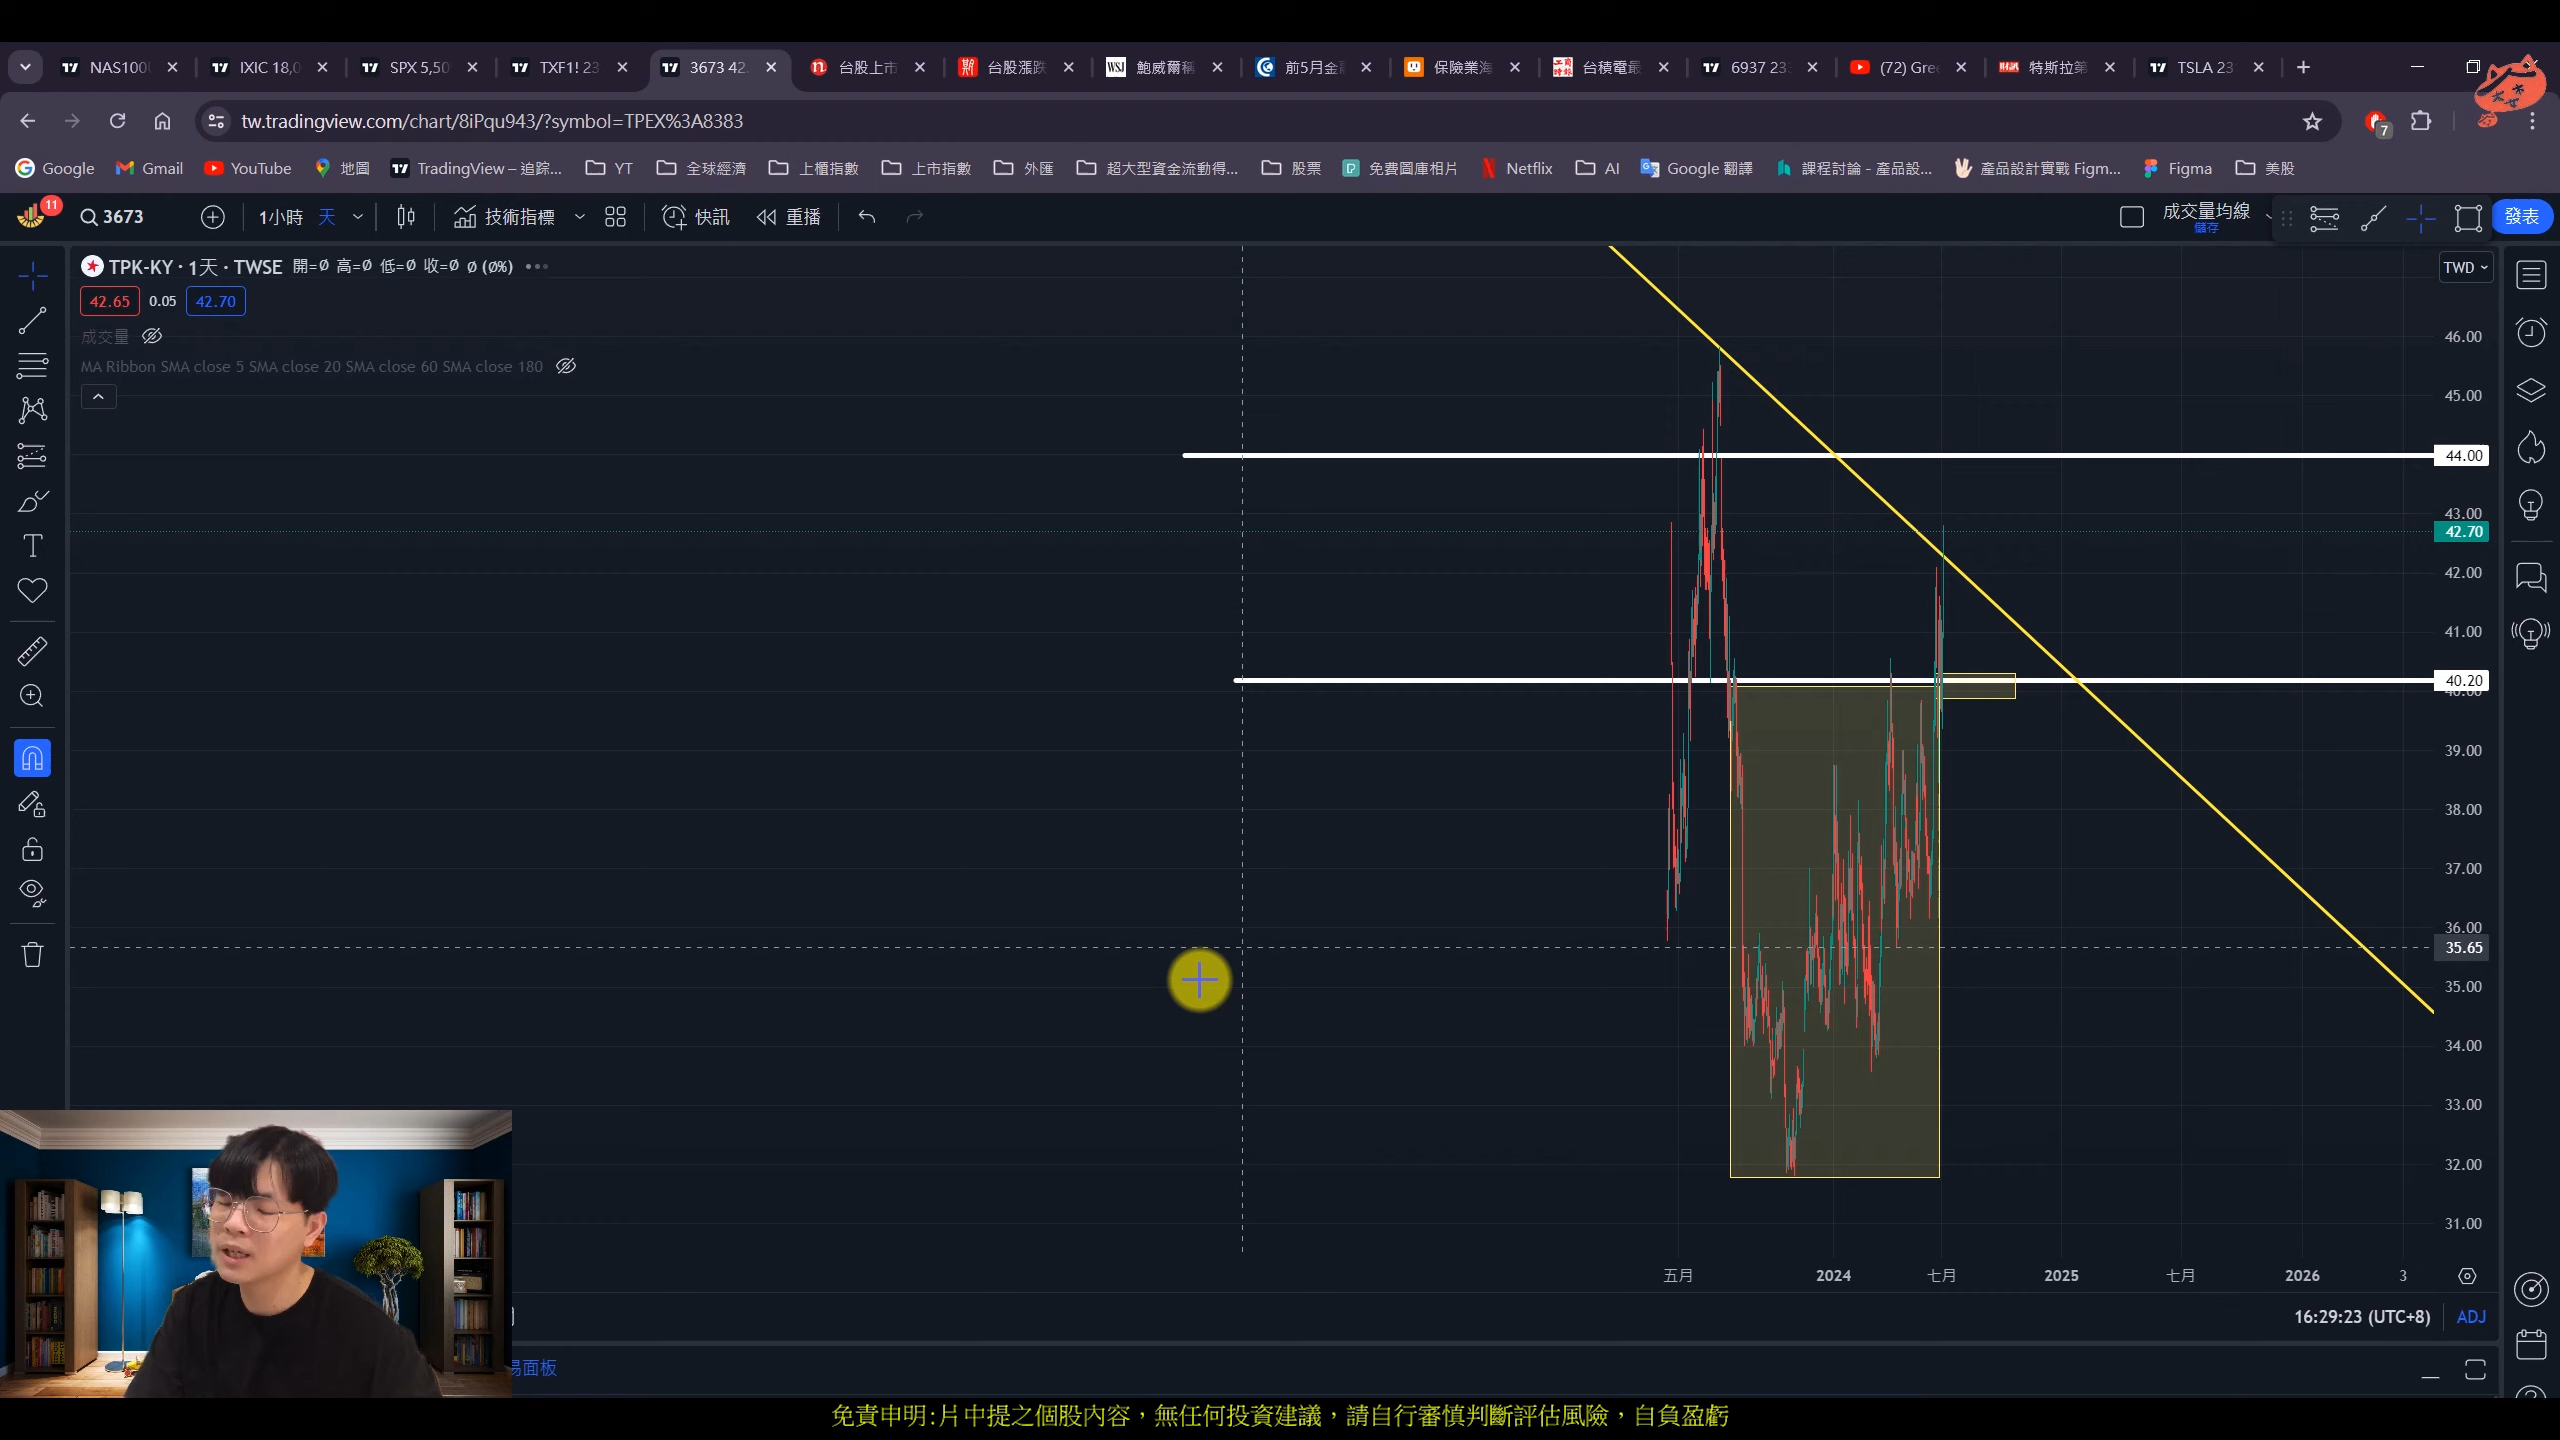 NAS100
IXIC 18,0
SPX 5,50
TXF1! 23
3673 42.
台股上市
台股漲跌
鮑威爾稱
前5月金
保險業海
台積電最
6937 23
(72) Gre
特斯拉第
TSLA 23
tw.tradingview.com/chart/8iPqu943/?symbol=TPEX%3A8383
7
Google
Gmail
YouTube
地圖
TradingView – 追踪...
YT
全球經濟
上櫃指數
上市指數
外匯
超大型資金流動得...
股票
免費圖庫相片
Netflix
AI
Google 翻譯
課程討論 - 產品設...
產品設計實戰 Figm...
Figma
美股
11
3673
1小時
天
技術指標
快訊
重播
成交量均線
儲存
發表
TPK-KY · 1天 · TWSE 開=∅ 高=∅ 低=∅ 收=∅ ∅ (∅%)
TWD
42.65
0.05
42.70
成交量
MA Ribbon SMA close 5 SMA close 20 SMA close 60 SMA close 180
46.00
45.00
44.00
43.00
42.70
42.00
41.00
40.20
40.00
39.00
38.00
37.00
36.00
35.65
35.00
34.00
33.00
32.00
31.00
五月
2024
七月
2025
七月
2026
3
16:29:23 (UTC+8)
ADJ
易面板
免責申明:片中提之個股內容，無任何投資建議，請自行審慎判斷評估風險，自負盈虧